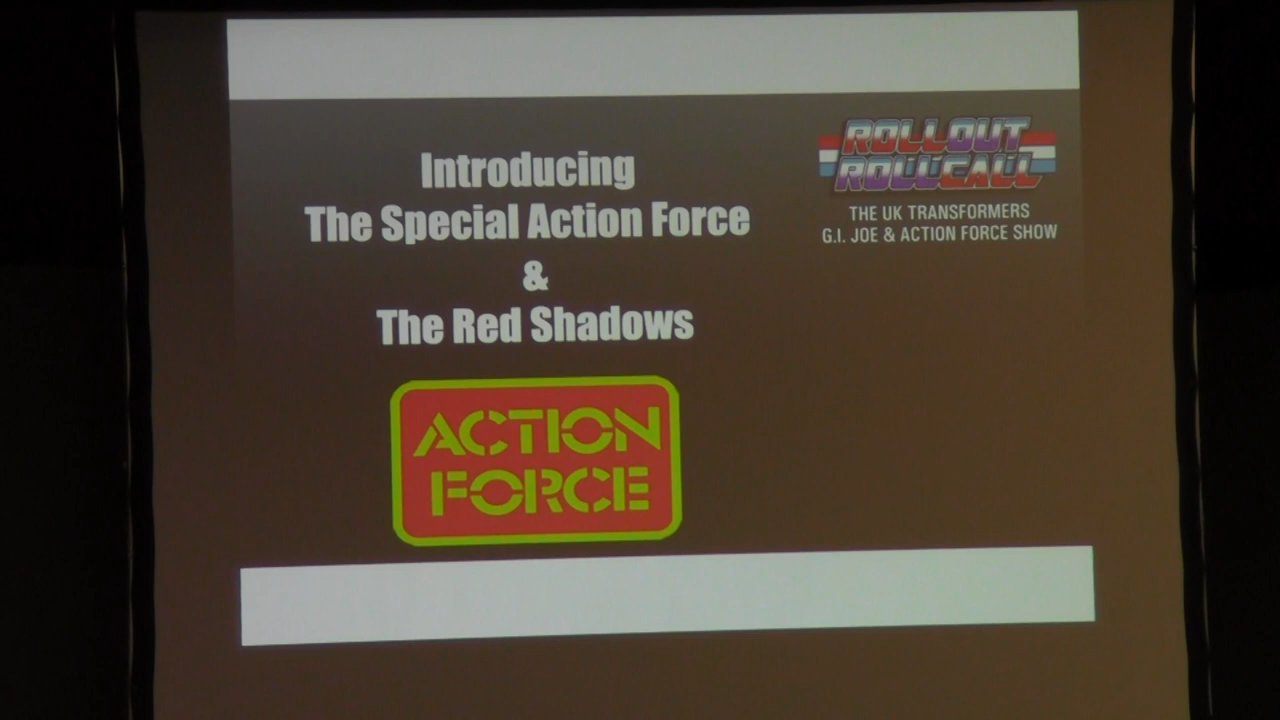 Introducing
The Special Action Force
&
The Red Shadows
ACTION
FORCE
ROLLOUT
ROLLCALL
THE UK TRANSFORMERS
G.I. JOE & ACTION FORCE SHOW